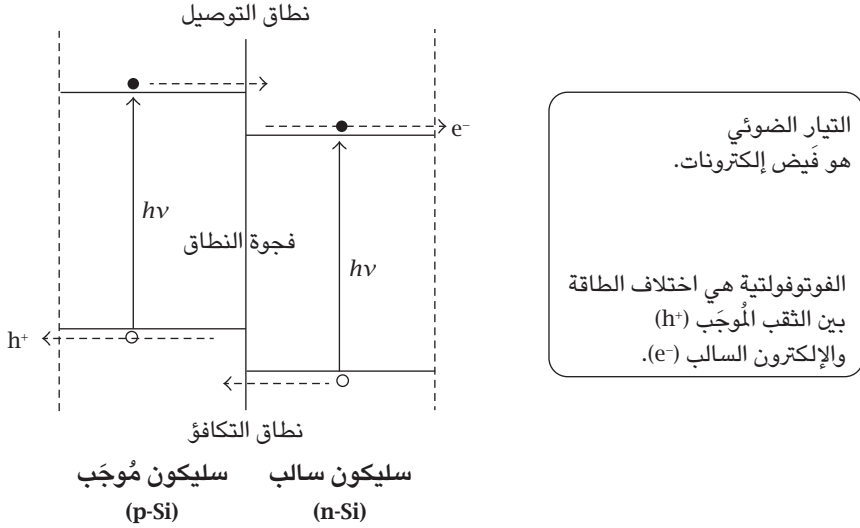 نطاق التوصيل
e⁻
hν
فجوة النطاق
hν
h⁺
نطاق التكافؤ
سليكون مُوجَب
(p-Si)
سليكون سالب
(n-Si)
التيار الضوئي
هو فَيض إلكترونات.
الفوتوفولتية هي اختلاف الطاقة
بين الثقب المُوجَب (h⁺)
والإلكترون السالب (e⁻).